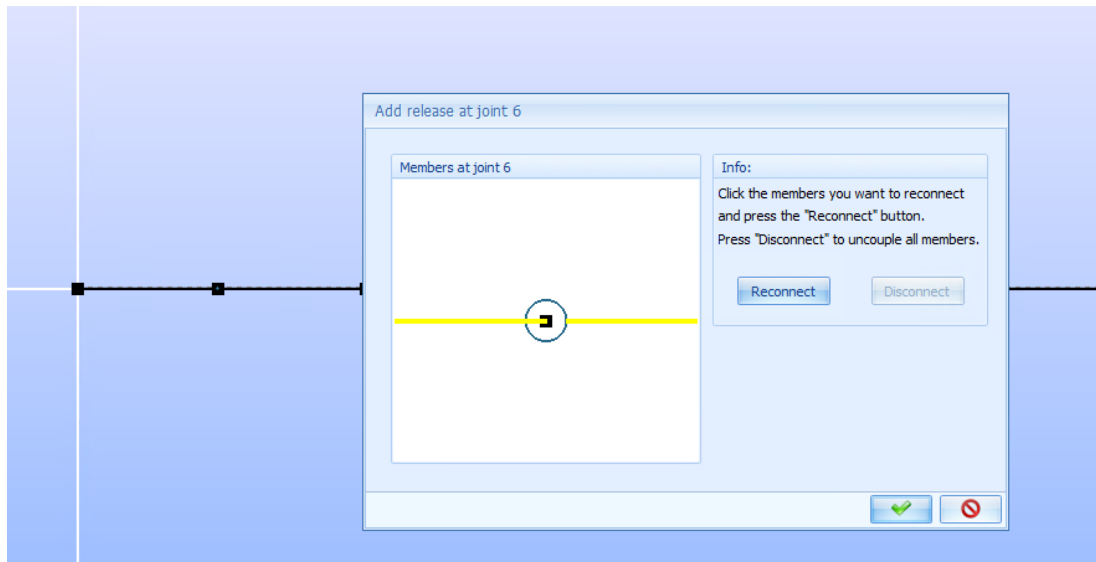 Add release at joint 6
Members at joint 6
Info:
Click the members you want to reconnect
and press the "Reconnect" button.
Press "Disconnect" to uncouple all members.
Reconnect
Disconnect